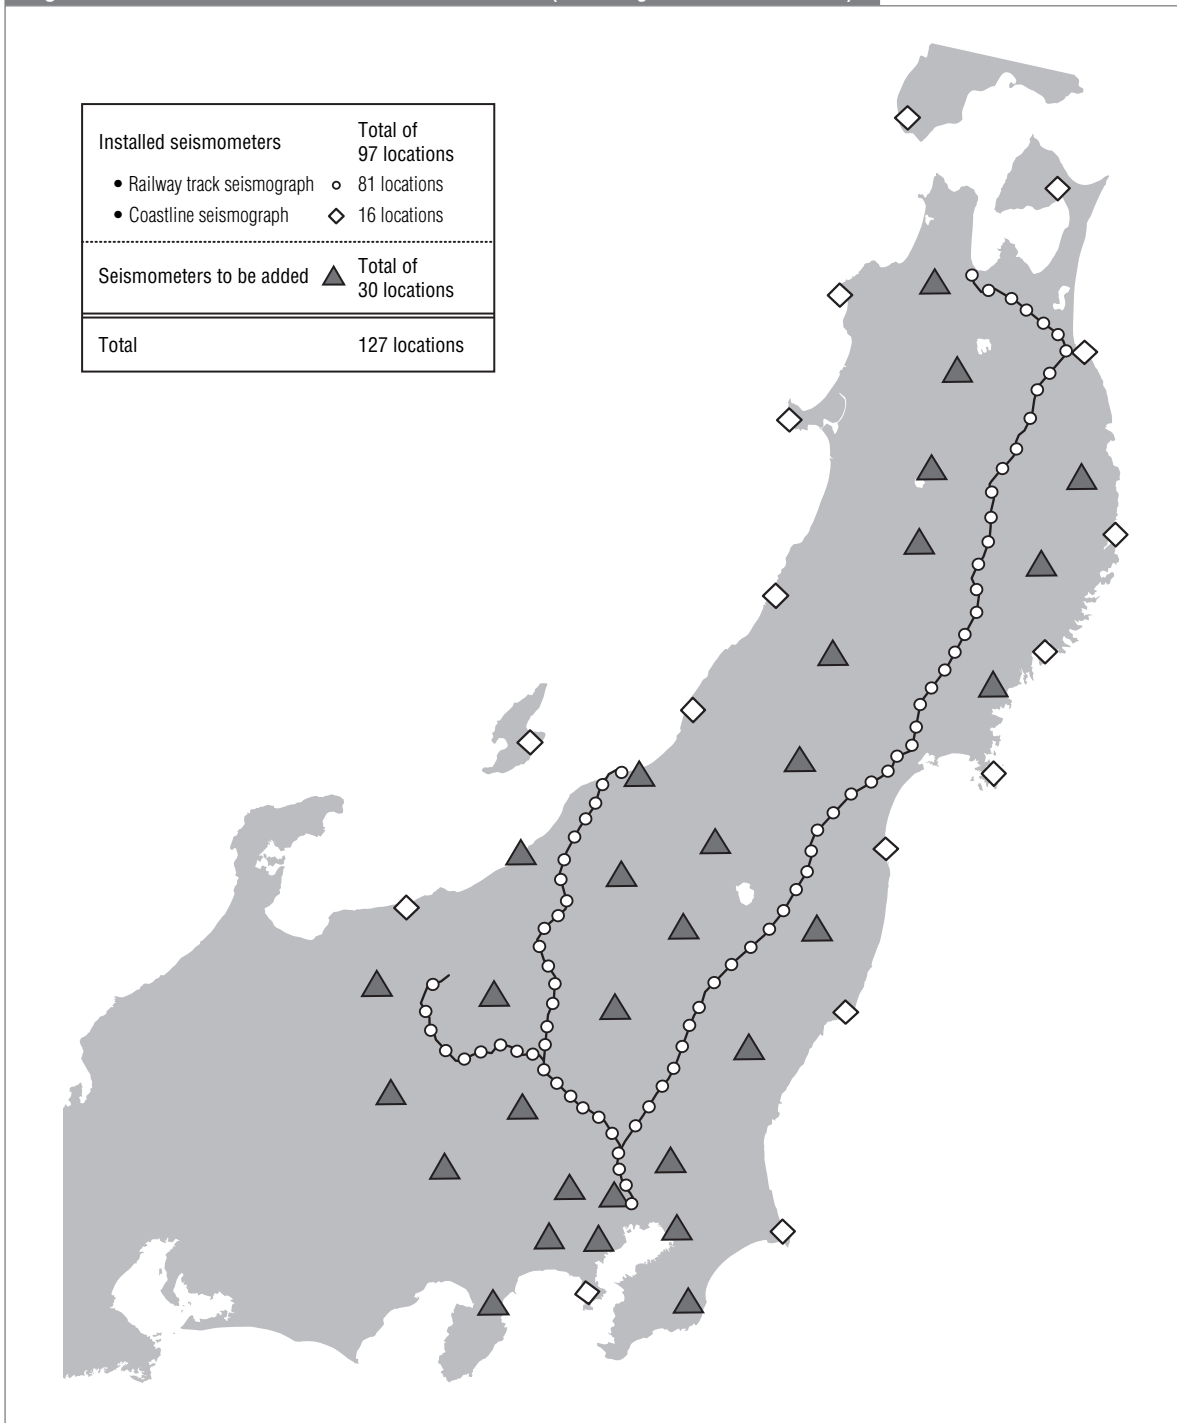 Installed seismometers
Total of
97 locations
• Railway track seismograph 81 locations
• Coastline seismograph 16 locations
Seismometers to be added
Total of
30 locations
Total 127 locations